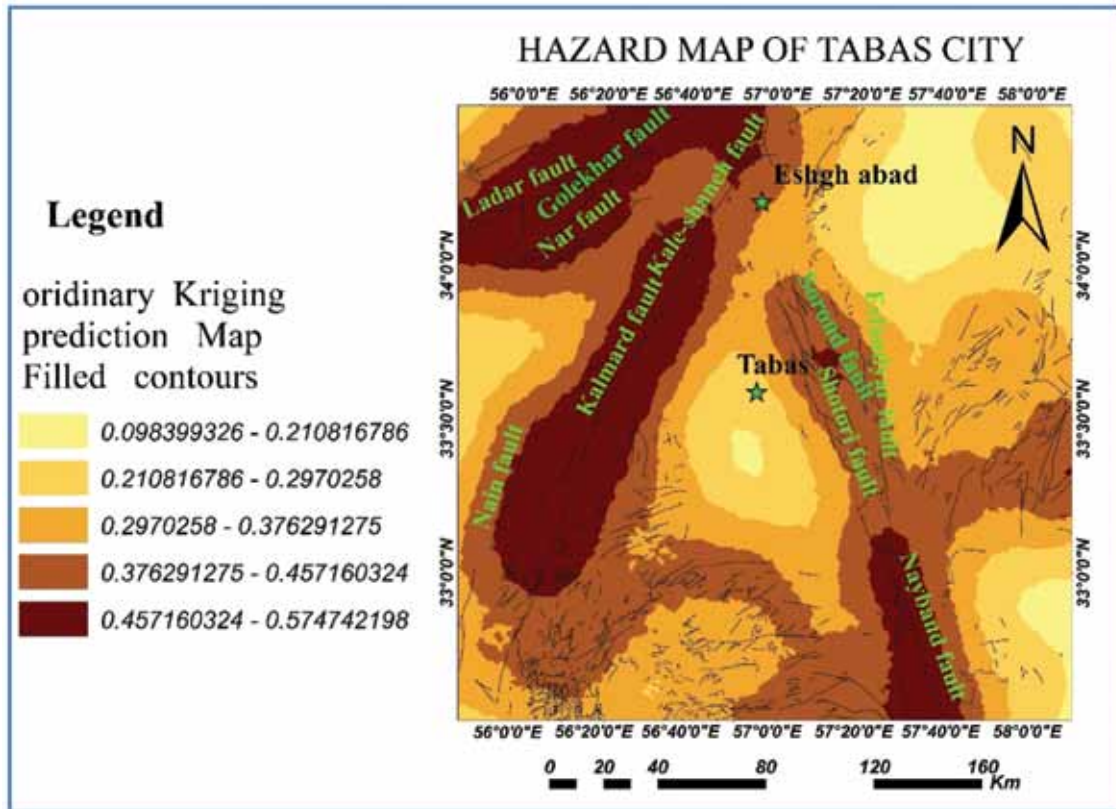 HAZARD MAP OF TABAS CITY
56°0'0"E 56°20'0"E 56°40'0"E 57°0'0"E 57°20'0"E 57°40'0"E 58°0'0"E
N
Eshgh abad
Ladar fault
Golekhar fault
Nar fault
Kale-shaneh fault
34°0'0"N
34°0'0"N
Kalmard fault
Tabas
Sorond fault
fault
Shotori fault
33°30'0"N
33°30'0"N
Nain fault
33°0'0"N
33°0'0"N
Nayband fault
56°0'0"E 56°20'0"E 56°40'0"E 57°0'0"E 57°20'0"E 57°40'0"E 58°0'0"E
0 20 40 80 120 160
Km
Legend
oridinary Kriging
prediction Map
Filled contours
0.098399326 - 0.210816786
0.210816786 - 0.2970258
0.2970258 - 0.376291275
0.376291275 - 0.457160324
0.457160324 - 0.574742198